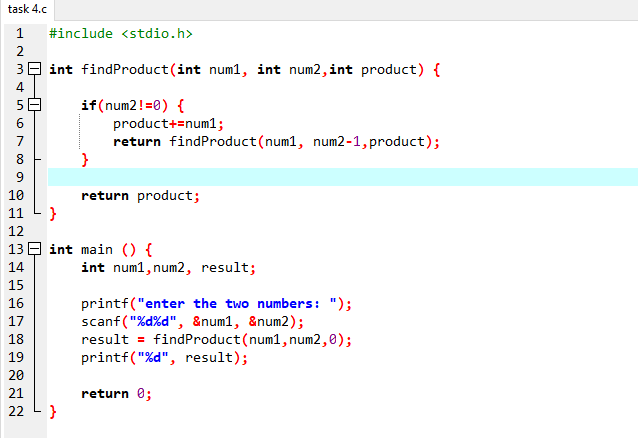 task 4.c
1 #include <stdio.h>
2
3 int findProduct(int num1, int num2,int product) {
4
5     if(num2!=0) {
6         product+=num1;
7         return findProduct(num1, num2-1,product);
8     }
9
10     return product;
11 }
12
13 int main () {
14     int num1,num2, result;
15
16     printf("enter the two numbers: ");
17     scanf("%d%d", &num1, &num2);
18     result = findProduct(num1,num2,0);
19     printf("%d", result);
20
21     return 0;
22 }